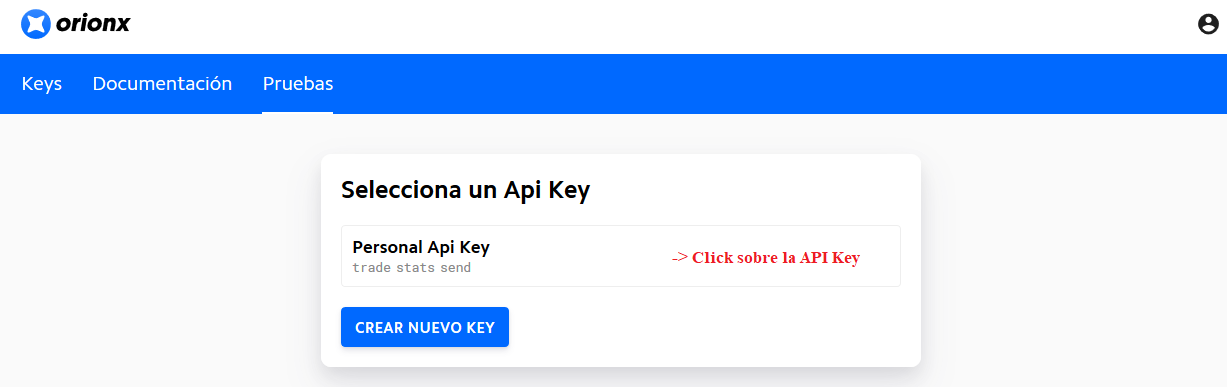 orionx
Keys Documentación Pruebas
Selecciona un Api Key
Personal Api Key
trade stats send
-> Click sobre la API Key
CREAR NUEVO KEY